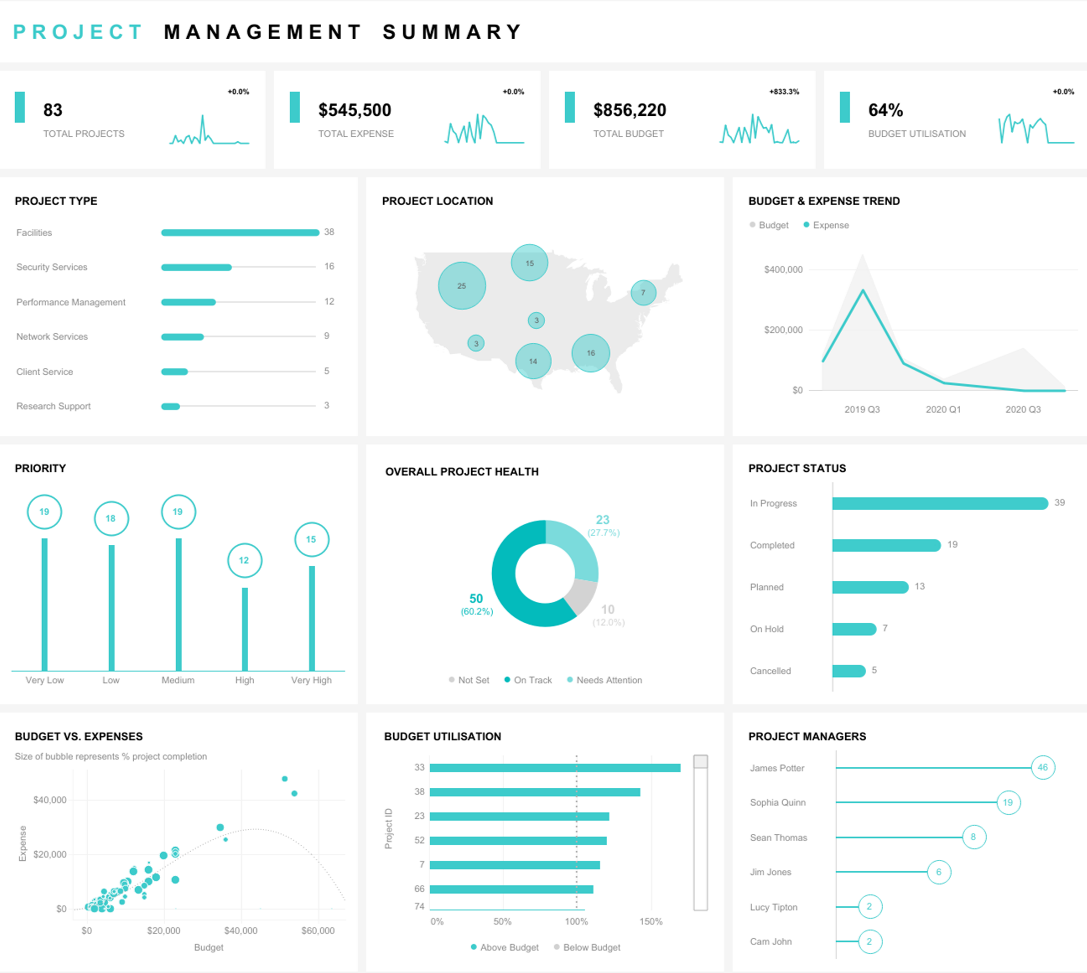 PROJECT MANAGEMENT SUMMARY
+0.0%
83
TOTAL PROJECTS
+0.0%
$545,500
TOTAL EXPENSE
+833.3%
$856,220
TOTAL BUDGET
+0.0%
64%
BUDGET UTILISATION
PROJECT TYPE
Facilities 38
Security Services 16
Performance Management 12
Network Services 9
Client Service 5
Research Support 3
PROJECT LOCATION
15
25
7
3
3
16
14
BUDGET & EXPENSE TREND
Budget Expense
$400,000
$200,000
$0
2019 Q3 2020 Q1 2020 Q3
PRIORITY
19 18 19 12 15
Very Low Low Medium High Very High
OVERALL PROJECT HEALTH
23
(27.7%)
50
(60.2%)
10
(12.0%)
Not Set On Track Needs Attention
PROJECT STATUS
In Progress 39
Completed 19
Planned 13
On Hold 7
Cancelled 5
BUDGET VS. EXPENSES
Size of bubble represents % project completion
Expense
$40,000
$20,000
$0
$0 $20,000 $40,000 $60,000
Budget
BUDGET UTILISATION
Project ID
33
38
23
52
7
66
74
0% 50% 100% 150%
Above Budget Below Budget
PROJECT MANAGERS
James Potter 46
Sophia Quinn 19
Sean Thomas 8
Jim Jones 6
Lucy Tipton 2
Cam John 2